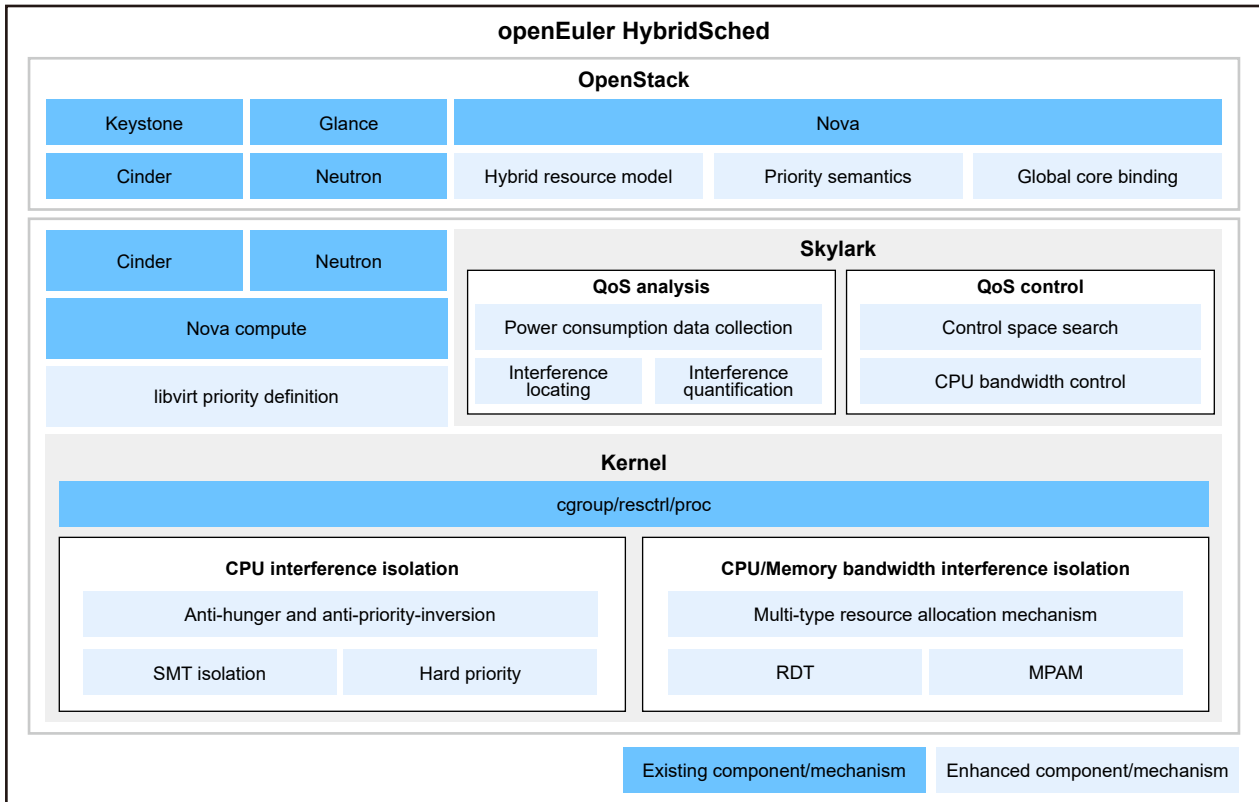 openEuler HybridSched
OpenStack
Keystone
Glance
Nova
Cinder
Neutron
Hybrid resource model
Priority semantics
Global core binding
Cinder
Neutron
Nova compute
libvirt priority definition
Skylark
QoS analysis
Power consumption data collection
Interference
locating
Interference
quantification
QoS control
Control space search
CPU bandwidth control
Kernel
cgroup/resctrl/proc
CPU interference isolation
Anti-hunger and anti-priority-inversion
SMT isolation
Hard priority
CPU/Memory bandwidth interference isolation
Multi-type resource allocation mechanism
RDT
MPAM
Existing component/mechanism
Enhanced component/mechanism